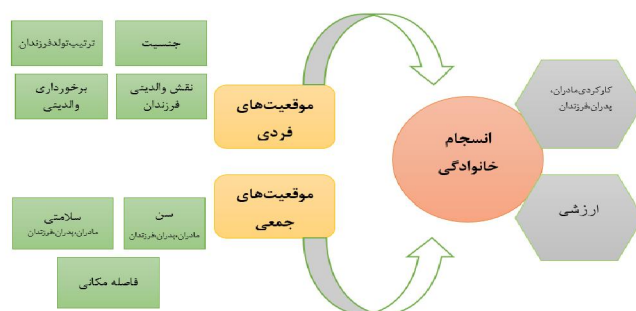 جنسیت
ترتیب‌تولدفرزندان
نقش والدینی
فرزندان
برخورداری
والدینی
موقعیت‌های
فردی
انسجام
خانوادگی
کارکردی‌مادران،
پدران،فرزندان
ارزشی
موقعیت‌های
جمعی
سن
مادران،پدران،فرزندان
سلامتی
مادران،پدران،فرزندان
فاصله مکانی